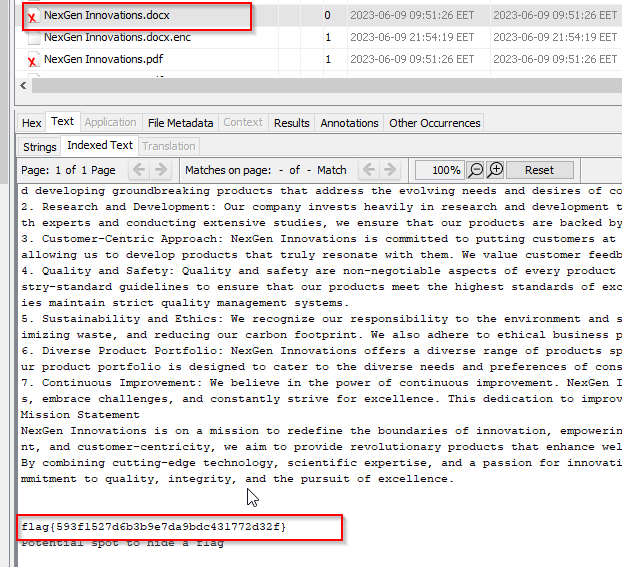 NexGen Innovations.docx 0 2023-06-09 09:51:26 EET 2023-06-09 09:51:26 EET
NexGen Innovations.docx.enc 1 2023-06-09 21:54:19 EET 2023-06-09 21:54:19 EET
NexGen Innovations.pdf 1 2023-06-09 09:51:26 EET 2023-06-09 09:51:26 EET
Hex Text Application File Metadata Context Results Annotations Other Occurrences
Strings Indexed Text Translation
Page: 1 of 1 Page Matches on page: - of - Match 100% Reset
d developing groundbreaking products that address the evolving needs and desires of co
2. Research and Development: Our company invests heavily in research and development t
th experts and conducting extensive studies, we ensure that our products are backed by
3. Customer-Centric Approach: NexGen Innovations is committed to putting customers at
allowing us to develop products that truly resonate with them. We value customer feedb
4. Quality and Safety: Quality and safety are non-negotiable aspects of every product
stry-standard guidelines to ensure that our products meet the highest standards of exc
ies maintain strict quality management systems.
5. Sustainability and Ethics: We recognize our responsibility to the environment and s
imizing waste, and reducing our carbon footprint. We also adhere to ethical business p
6. Diverse Product Portfolio: NexGen Innovations offers a diverse range of products sp
ur product portfolio is designed to cater to the diverse needs and preferences of cons
7. Continuous Improvement: We believe in the power of continuous improvement. NexGen I
s, embrace challenges, and constantly strive for excellence. This dedication to improv
Mission Statement
NexGen Innovations is on a mission to redefine the boundaries of innovation, empowerin
nt, and customer-centricity, we aim to provide revolutionary products that enhance wel
By combining cutting-edge technology, scientific expertise, and a passion for innovati
mmitment to quality, integrity, and the pursuit of excellence.
flag{593f1527d6b3b9e7da9bdc431772d32f}
Potential spot to hide a flag